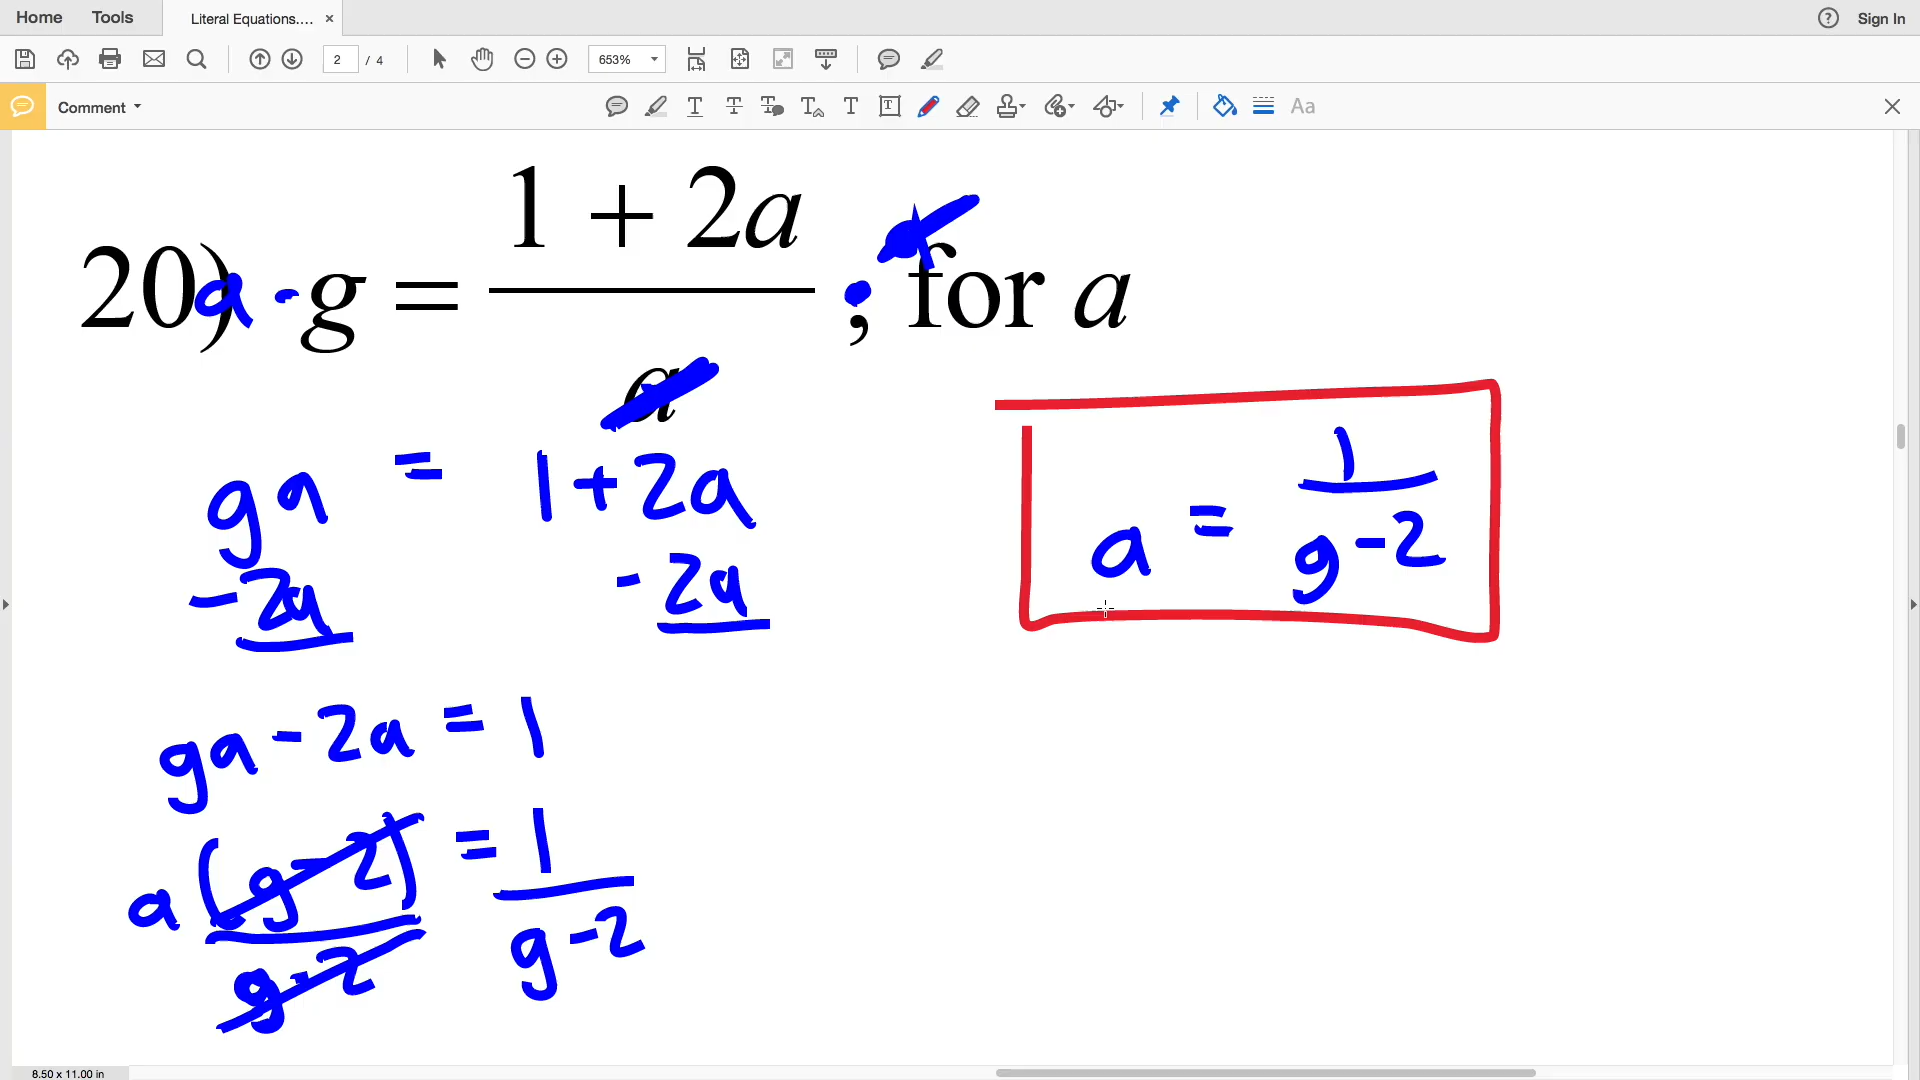 Home Tools Literal Equations.... × ? Sign In
2 / 4 653%
Comment Aa
20) a · g = (1 + 2a)/a · a ; for a
ga = 1 + 2a
- 2a - 2a
ga - 2a = 1
a (g - 2)/(g - 2) = 1/(g - 2)
a = 1/(g - 2)
8.50 x 11.00 in